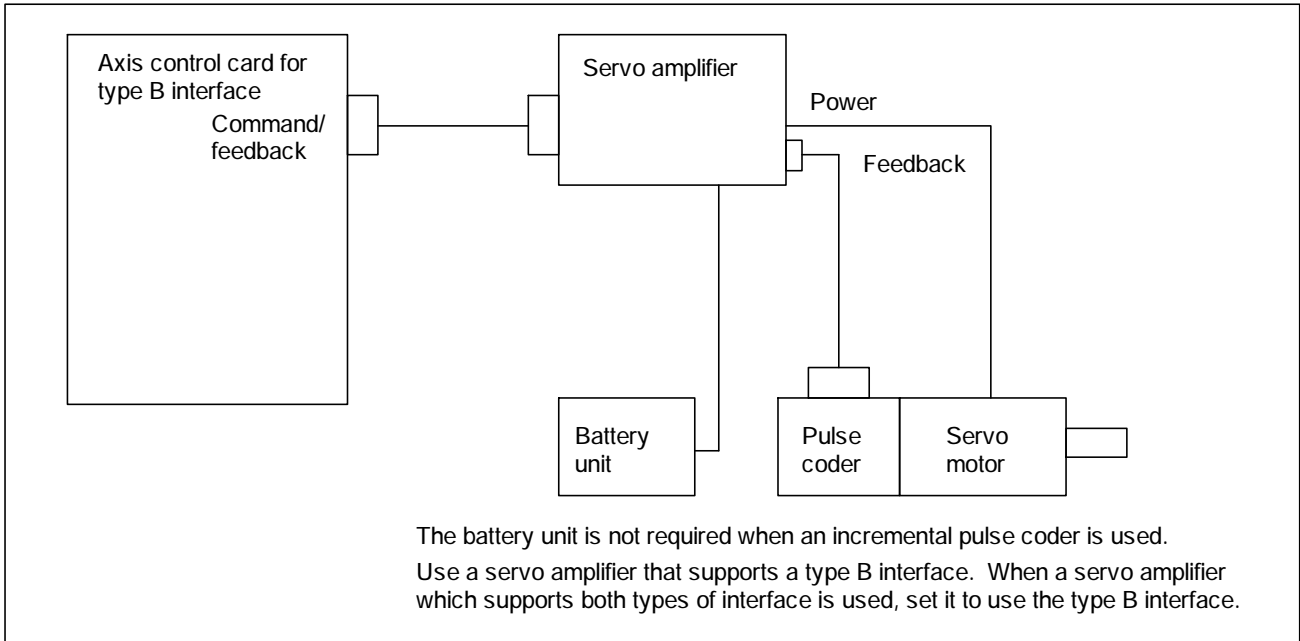 Axis control card for
type B interface
Command/
feedback
Servo amplifier
Power
Feedback
Battery
unit
Pulse
coder
Servo
motor
The battery unit is not required when an incremental pulse coder is used.
Use a servo amplifier that supports a type B interface.  When a servo amplifier
which supports both types of interface is used, set it to use the type B interface.